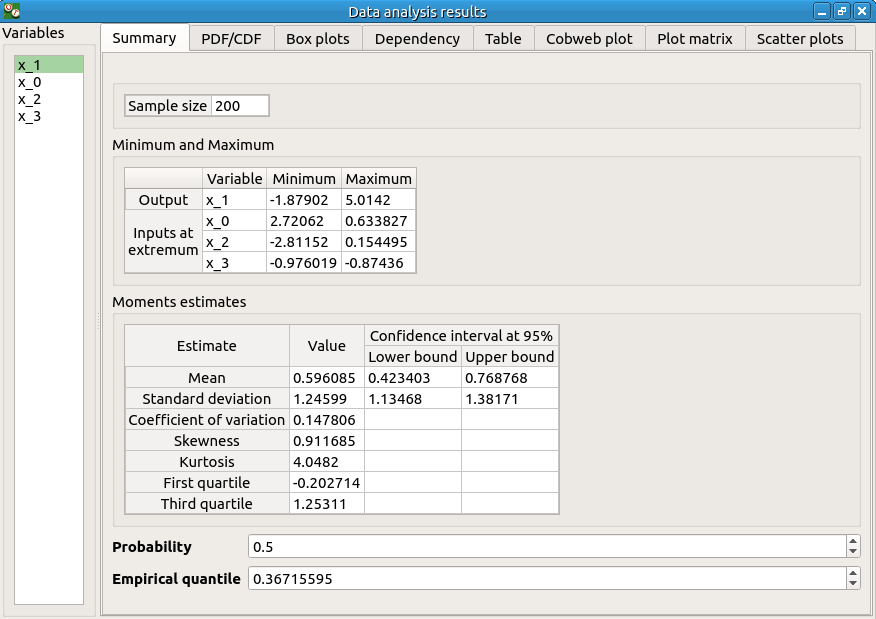 Data analysis results
Variables
x_1
x_0
x_2
x_3
Summary PDF/CDF Box plots Dependency Table Cobweb plot Plot matrix Scatter plots
Sample size 200
Minimum and Maximum
Variable Minimum Maximum
Output x_1 -1.87902 5.0142
Inputs at extremum x_0 2.72062 0.633827
x_2 -2.81152 0.154495
x_3 -0.976019 -0.87436
Moments estimates
Estimate Value Confidence interval at 95%
Lower bound Upper bound
Mean 0.596085 0.423403 0.768768
Standard deviation 1.24599 1.13468 1.38171
Coefficient of variation 0.147806
Skewness 0.911685
Kurtosis 4.0482
First quartile -0.202714
Third quartile 1.25311
Probability 0.5
Empirical quantile 0.36715595